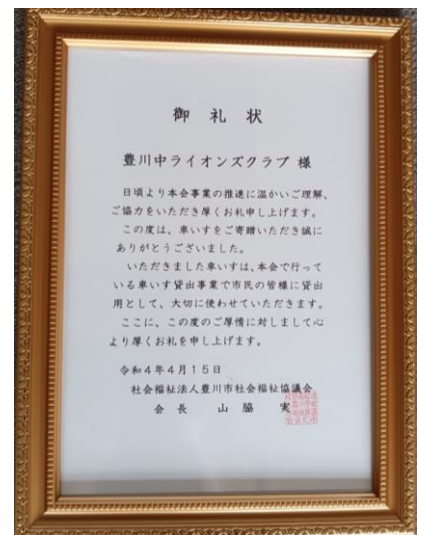 御礼状
豊川中ライオンズクラブ 様
日頃より本会事業の推進に温かいご理解、
ご協力をいただき厚くお礼申し上げます。
この度は、車いすをご寄贈いただき誠に
ありがとうございました。
いただきました車いすは、本会で行って
いる車いす貸出事業で市民の皆様に貸出
用として、大切に使わせていただきます。
ここに、この度のご厚情に対しまして心
より厚くお礼を申し上げます。
令和4年4月15日
社会福祉法人豊川市社会福祉協議会
会長 山脇 実